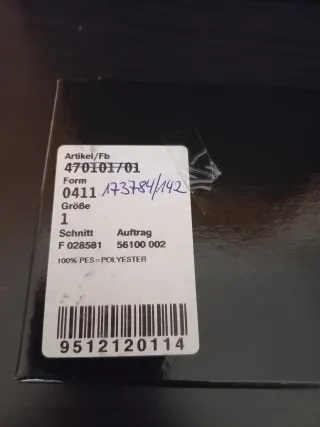 Artikel/Fb
470101/01
Form
0411 173784/142
Größe
1
Schnitt Auftrag
F 028581 56100 002
100% PES=POLYESTER
9512120114